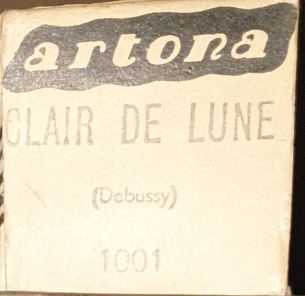 artona
CLAIR DE LUNE
(Debussy)
1001